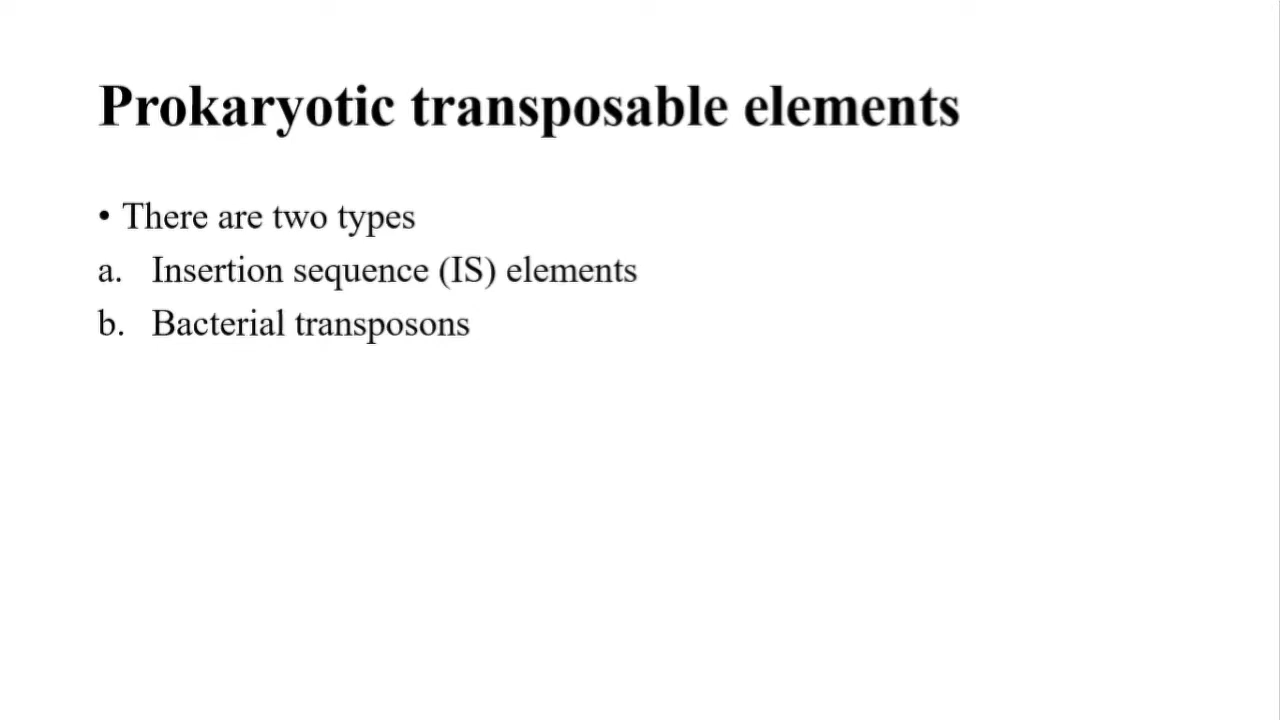 Prokaryotic transposable elements
• There are two types
a. Insertion sequence (IS) elements
b. Bacterial transposons